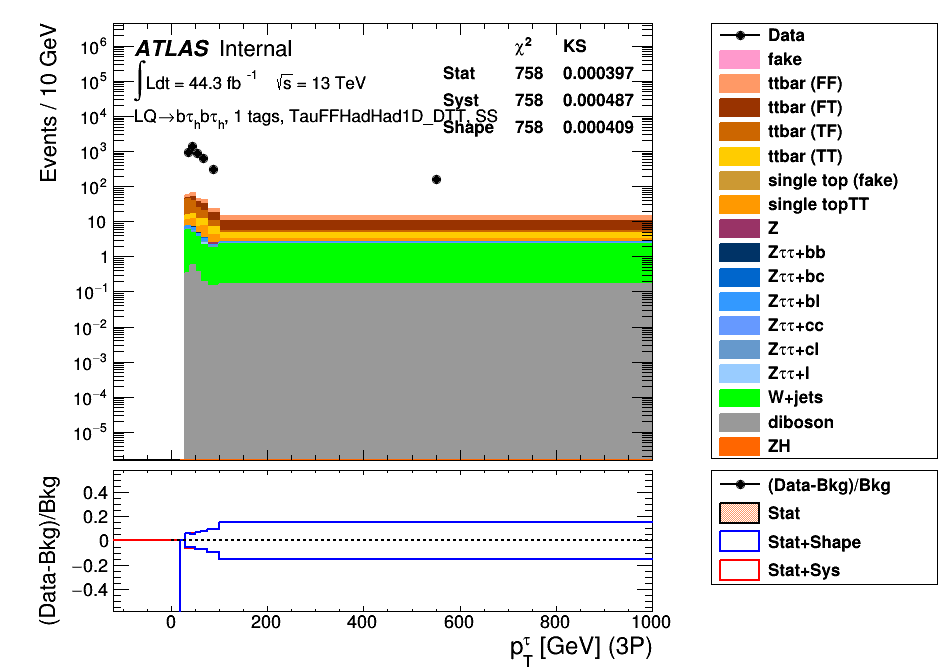 ATLAS Internal
∫ Ldt = 44.3 fb⁻¹ √s = 13 TeV
LQ→bτₕbτₕ, 1 tags, TauFFHadHad1D_DTT, SS
χ² KS
Stat 758 0.000397
Syst 758 0.000487
Shape 758 0.000409
Events / 10 GeV
10⁶
10⁵
10⁴
10³
10²
10
1
10⁻¹
10⁻²
10⁻³
10⁻⁴
10⁻⁵
Data
fake
ttbar (FF)
ttbar (FT)
ttbar (TF)
ttbar (TT)
single top (fake)
single topTT
Z
Zττ+bb
Zττ+bc
Zττ+bl
Zττ+cc
Zττ+cl
Zττ+l
W+jets
diboson
ZH
(Data-Bkg)/Bkg
0.4
0.2
0
−0.2
−0.4
0 200 400 600 800 1000
p_T^τ [GeV] (3P)
(Data-Bkg)/Bkg
Stat
Stat+Shape
Stat+Sys